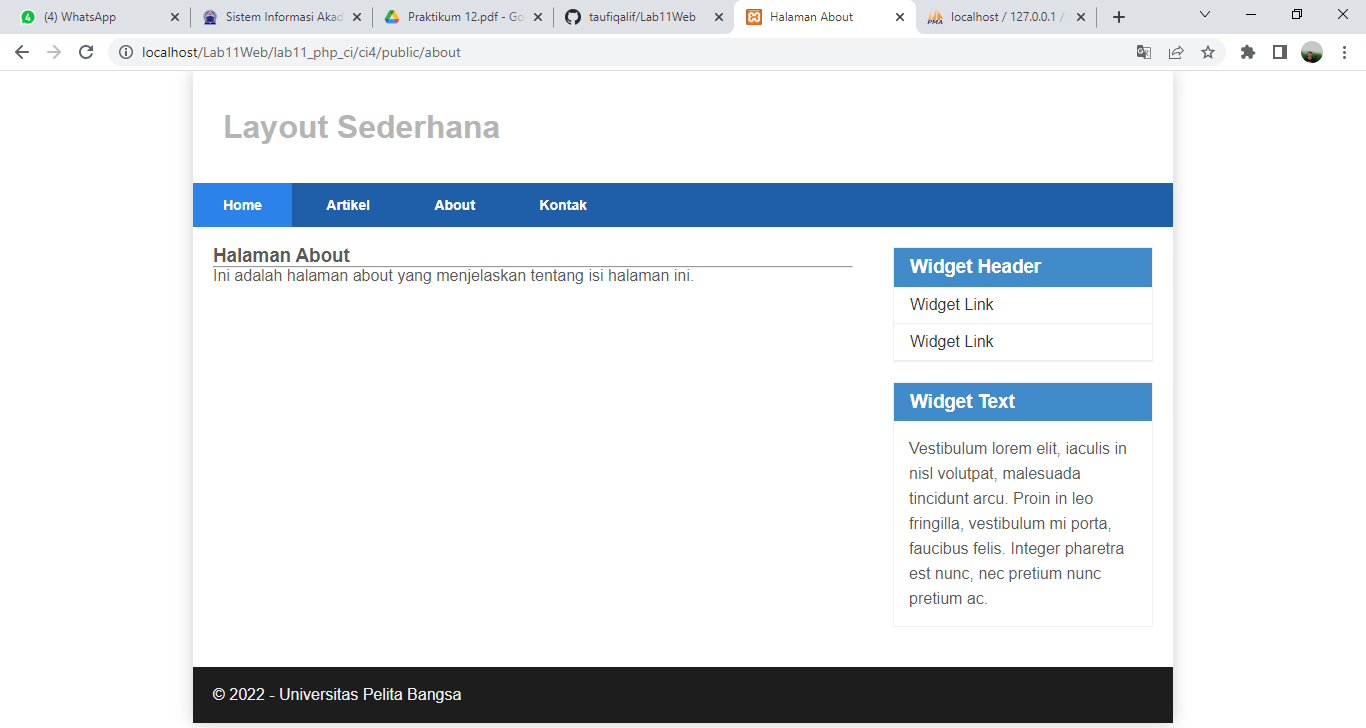 4 (4) WhatsApp
Sistem Informasi Akad
Praktikum 12.pdf - Go
taufiqalif/Lab11Web
Halaman About
PMA localhost / 127.0.0.1 /
localhost/Lab11Web/lab11_php_ci/ci4/public/about
Layout Sederhana
Home Artikel About Kontak
Halaman About
Ini adalah halaman about yang menjelaskan tentang isi halaman ini.
Widget Header
Widget Link
Widget Link
Widget Text
Vestibulum lorem elit, iaculis in
nisl volutpat, malesuada
tincidunt arcu. Proin in leo
fringilla, vestibulum mi porta,
faucibus felis. Integer pharetra
est nunc, nec pretium nunc
pretium ac.
© 2022 - Universitas Pelita Bangsa